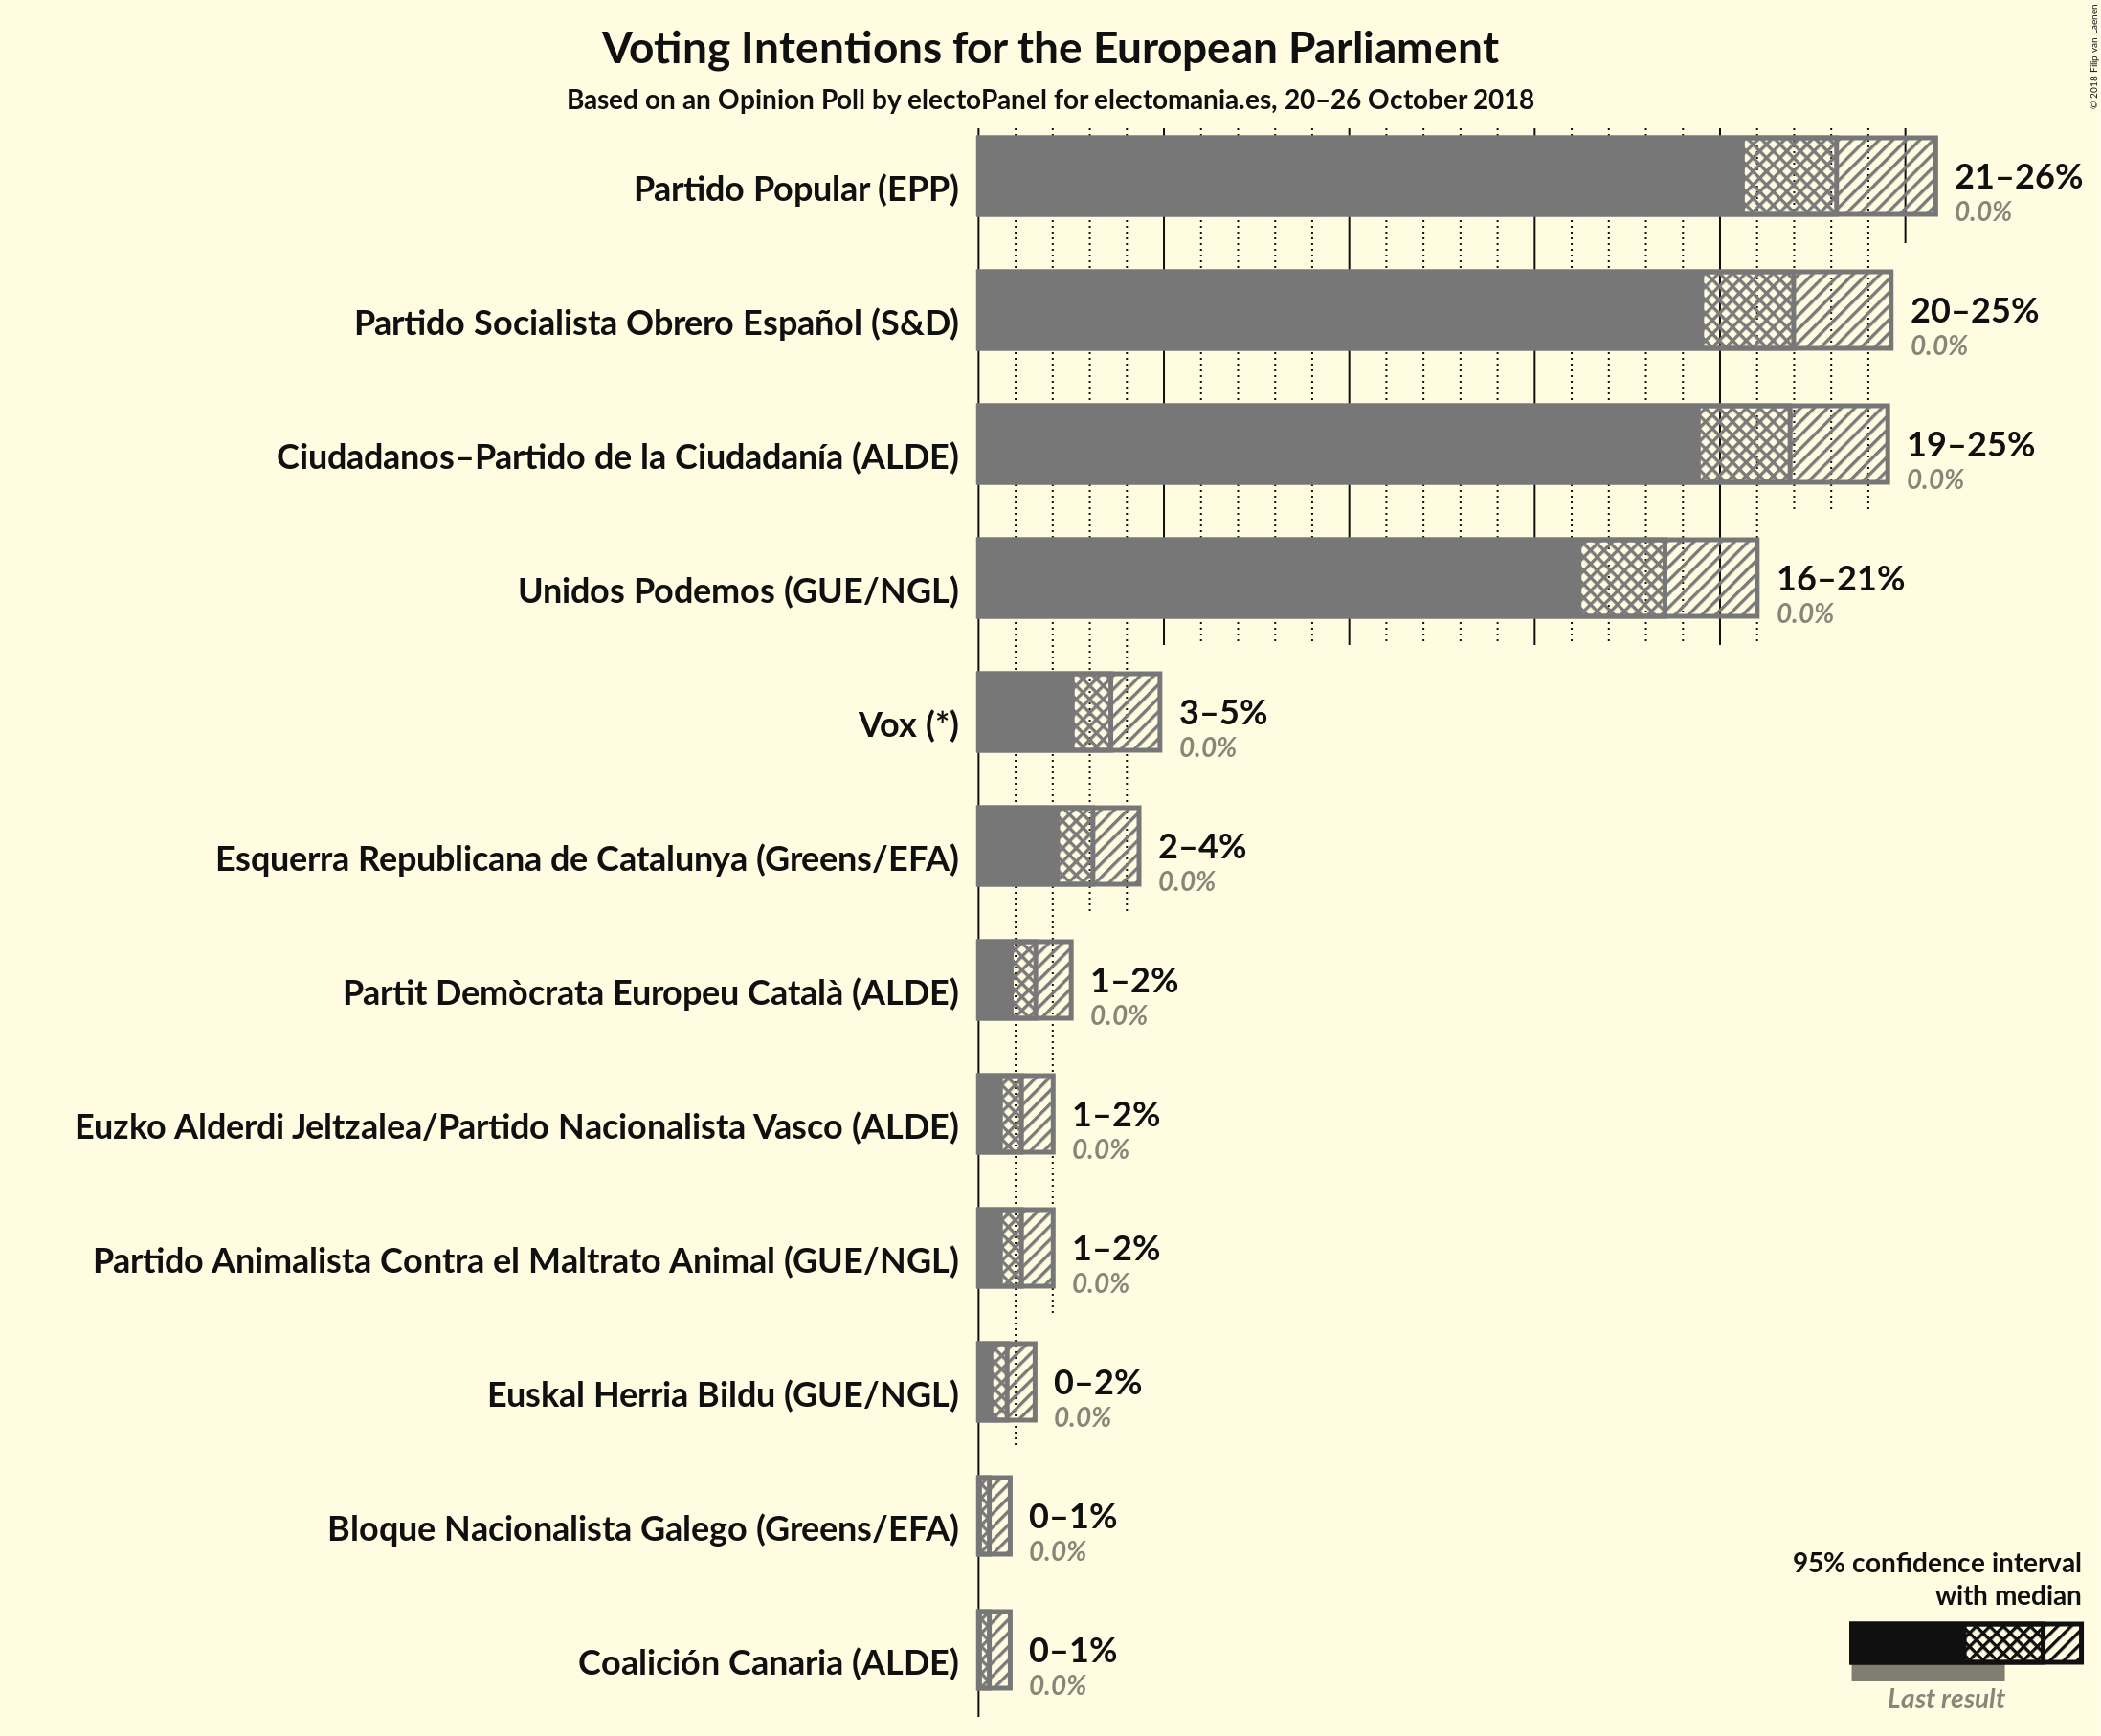 Voting Intentions for the European Parliament
Based on an Opinion Poll by electoPanel for electomania.es, 20–26 October 2018
© 2018 Filip van Laenen
Partido Popular (EPP)
21–26%
0.0%
Partido Socialista Obrero Español (S&D)
20–25%
0.0%
Ciudadanos–Partido de la Ciudadanía (ALDE)
19–25%
0.0%
Unidos Podemos (GUE/NGL)
16–21%
0.0%
Vox (*)
3–5%
0.0%
Esquerra Republicana de Catalunya (Greens/EFA)
2–4%
0.0%
Partit Demòcrata Europeu Català (ALDE)
1–2%
0.0%
Euzko Alderdi Jeltzalea/Partido Nacionalista Vasco (ALDE)
1–2%
0.0%
Partido Animalista Contra el Maltrato Animal (GUE/NGL)
1–2%
0.0%
Euskal Herria Bildu (GUE/NGL)
0–2%
0.0%
Bloque Nacionalista Galego (Greens/EFA)
0–1%
0.0%
Coalición Canaria (ALDE)
0–1%
0.0%
95% confidence interval
with median
Last result